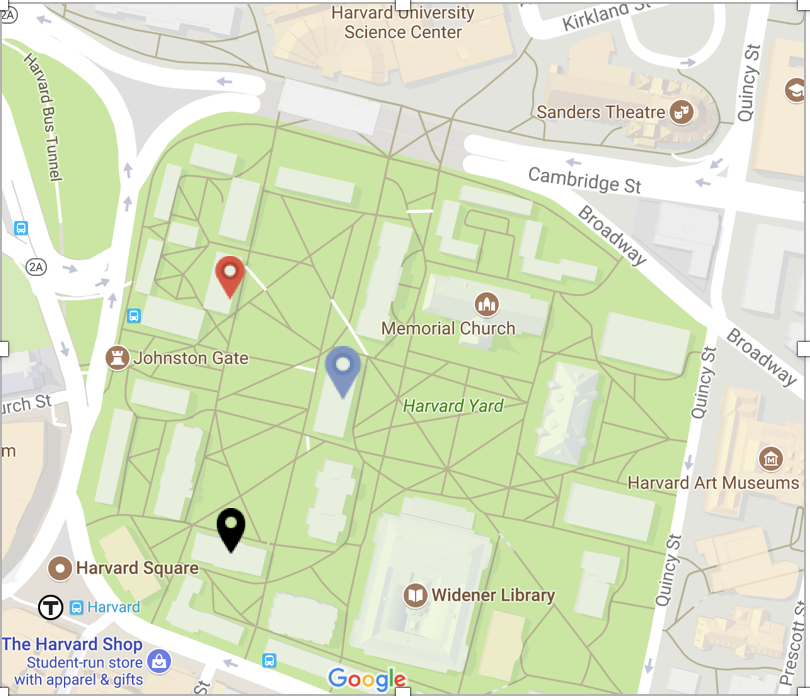 2A
Harvard University
Science Center
Kirkland St
Quincy St
Sanders Theatre
Harvard Bus Tunnel
Cambridge St
Broadway
2A
Memorial Church
Johnston Gate
Broadway
Quincy St
urch St
Harvard Yard
m
Harvard Art Museums
Harvard Square
Quincy St
T
Harvard
Widener Library
The Harvard Shop
Student-run store
with apparel & gifts
St
Google
Prescott St